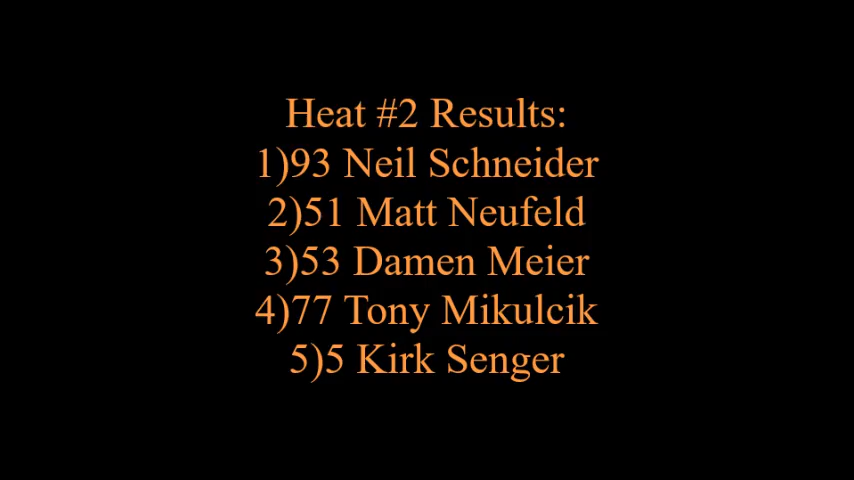 Heat #2 Results:
1)93 Neil Schneider
2)51 Matt Neufeld
3)53 Damen Meier
4)77 Tony Mikulcik
5)5 Kirk Senger